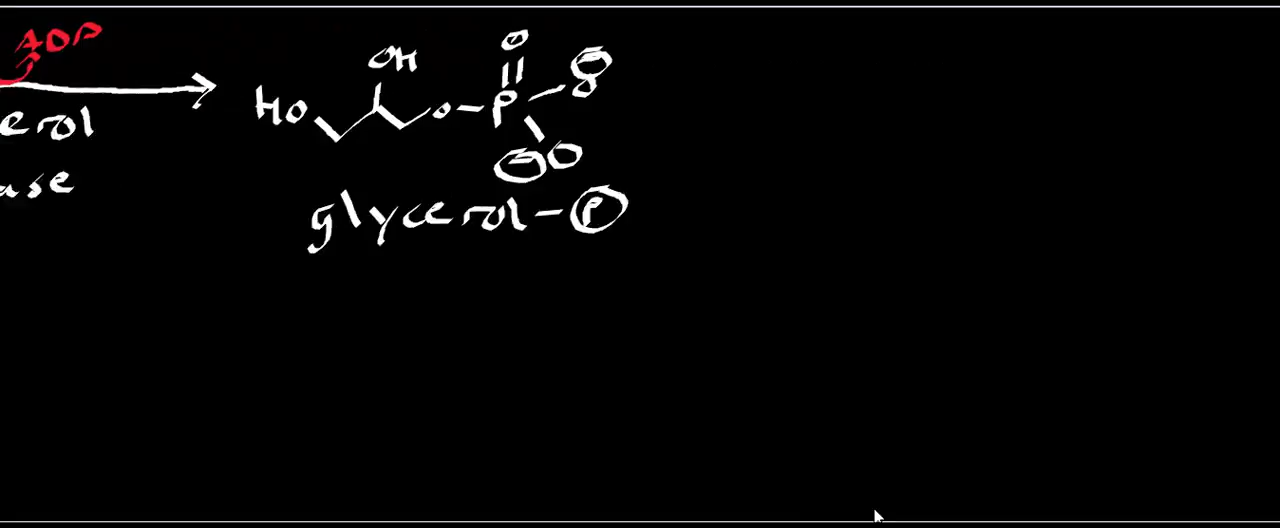 ADP
OH
O
O⊖
HO
O
P
erol
⊖O
ase
glycerol-Ⓟ